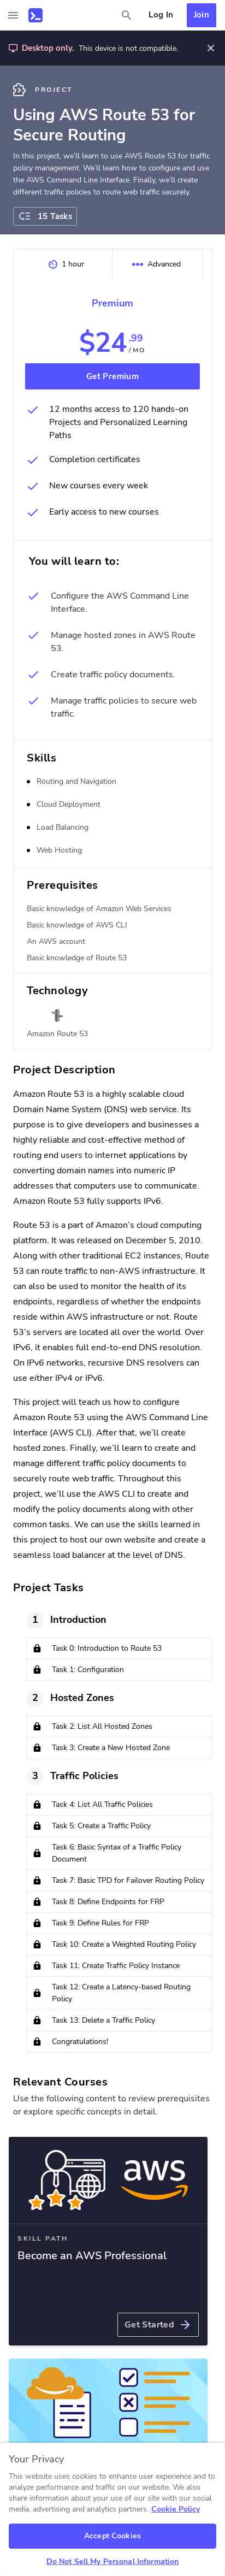 Log In
Join
Desktop only. This device is not compatible.
PROJECT
Using AWS Route 53 for
Secure Routing
In this project, we’ll learn to use AWS Route 53 for traffic
policy management. We’ll learn how to configure and use
the AWS Command Line Interface. Finally, we’ll create
different traffic policies to route web traffic securely.
15 Tasks
1 hour
Advanced
Premium
$24.99
/MO
Get Premium
12 months access to 120 hands-on
Projects and Personalized Learning
Paths
Completion certificates
New courses every week
Early access to new courses
You will learn to:
Configure the AWS Command Line
Interface.
Manage hosted zones in AWS Route
53.
Create traffic policy documents.
Manage traffic policies to secure web
traffic.
Skills
Routing and Navigation
Cloud Deployment
Load Balancing
Web Hosting
Prerequisites
Basic knowledge of Amazon Web Services
Basic knowledge of AWS CLI
An AWS account
Basic knowledge of Route 53
Technology
Amazon Route 53
Project Description
Amazon Route 53 is a highly scalable cloud
Domain Name System (DNS) web service. Its
purpose is to give developers and businesses a
highly reliable and cost-effective method of
routing end users to internet applications by
converting domain names into numeric IP
addresses that computers use to communicate.
Amazon Route 53 fully supports IPv6.
Route 53 is a part of Amazon’s cloud computing
platform. It was released on December 5, 2010.
Along with other traditional EC2 instances, Route
53 can route traffic to non-AWS infrastructure. It
can also be used to monitor the health of its
endpoints, regardless of whether the endpoints
reside within AWS infrastructure or not. Route
53’s servers are located all over the world. Over
IPv6, it enables full end-to-end DNS resolution.
On IPv6 networks, recursive DNS resolvers can
use either IPv4 or IPv6.
This project will teach us how to configure
Amazon Route 53 using the AWS Command Line
Interface (AWS CLI). After that, we’ll create
hosted zones. Finally, we’ll learn to create and
manage different traffic policy documents to
securely route web traffic. Throughout this
project, we’ll use the AWS CLI to create and
modify the policy documents along with other
common tasks. We can use the skills learned in
this project to host our own website and create a
seamless load balancer at the level of DNS.
Project Tasks
1 Introduction
Task 0: Introduction to Route 53
Task 1: Configuration
2 Hosted Zones
Task 2: List All Hosted Zones
Task 3: Create a New Hosted Zone
3 Traffic Policies
Task 4: List All Traffic Policies
Task 5: Create a Traffic Policy
Task 6: Basic Syntax of a Traffic Policy
Document
Task 7: Basic TPD for Failover Routing Policy
Task 8: Define Endpoints for FRP
Task 9: Define Rules for FRP
Task 10: Create a Weighted Routing Policy
Task 11: Create Traffic Policy Instance
Task 12: Create a Latency-based Routing
Policy
Task 13: Delete a Traffic Policy
Congratulations!
Relevant Courses
Use the following content to review prerequisites
or explore specific concepts in detail.
aws
SKILL PATH
Become an AWS Professional
Get Started
Your Privacy
This website uses cookies to enhance user experience and to
analyze performance and traffic on our website. We also
share information about your use of our site with our social
media, advertising and analytics partners. Cookie Policy
Accept Cookies
Do Not Sell My Personal Information